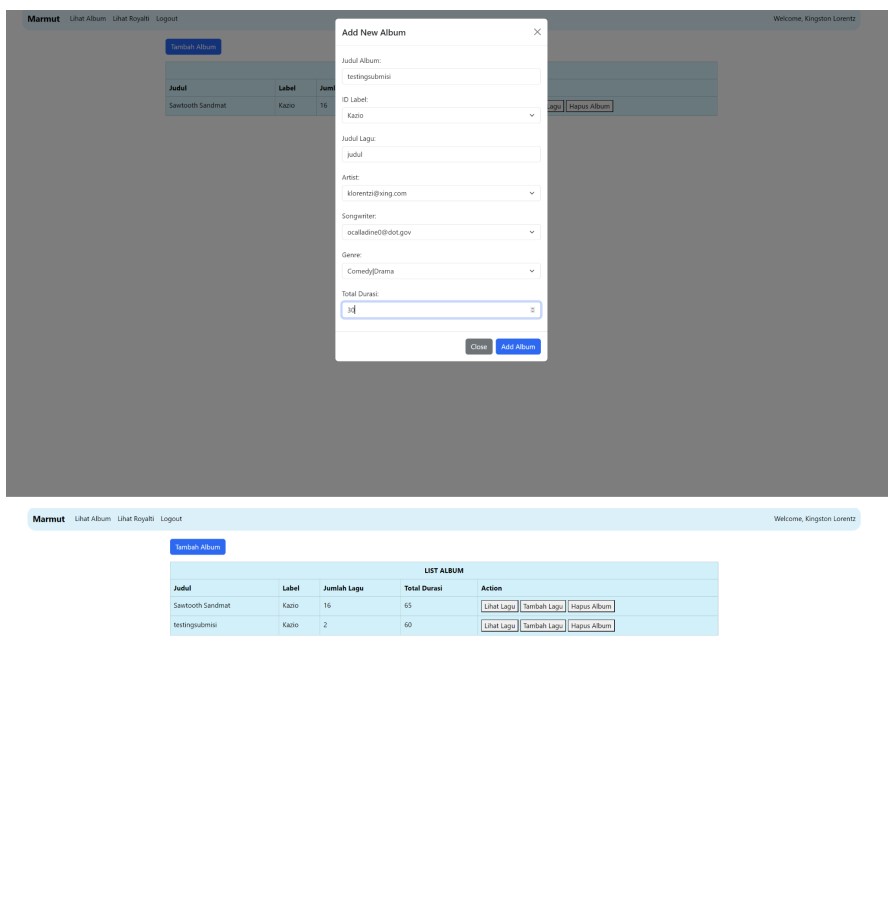 Marmut Lihat Album Lihat Royalti Logout Welcome, Kingston Lorentz
Tambah Album
Judul Label Juml
Sawtooth Sandmat Kazio 16 Lagu Hapus Album
Add New Album
Judul Album:
testingsubmisi
ID Label:
Kazio
Judul Lagu:
judul
Artist:
klorentzi@xing.com
Songwriter:
ocalladine0@dot.gov
Genre:
Comedy|Drama
Total Durasi:
30
Close Add Album
Marmut Lihat Album Lihat Royalti Logout Welcome, Kingston Lorentz
Tambah Album
LIST ALBUM
Judul Label Jumlah Lagu Total Durasi Action
Sawtooth Sandmat Kazio 16 65 Lihat Lagu Tambah Lagu Hapus Album
testingsubmisi Kazio 2 60 Lihat Lagu Tambah Lagu Hapus Album